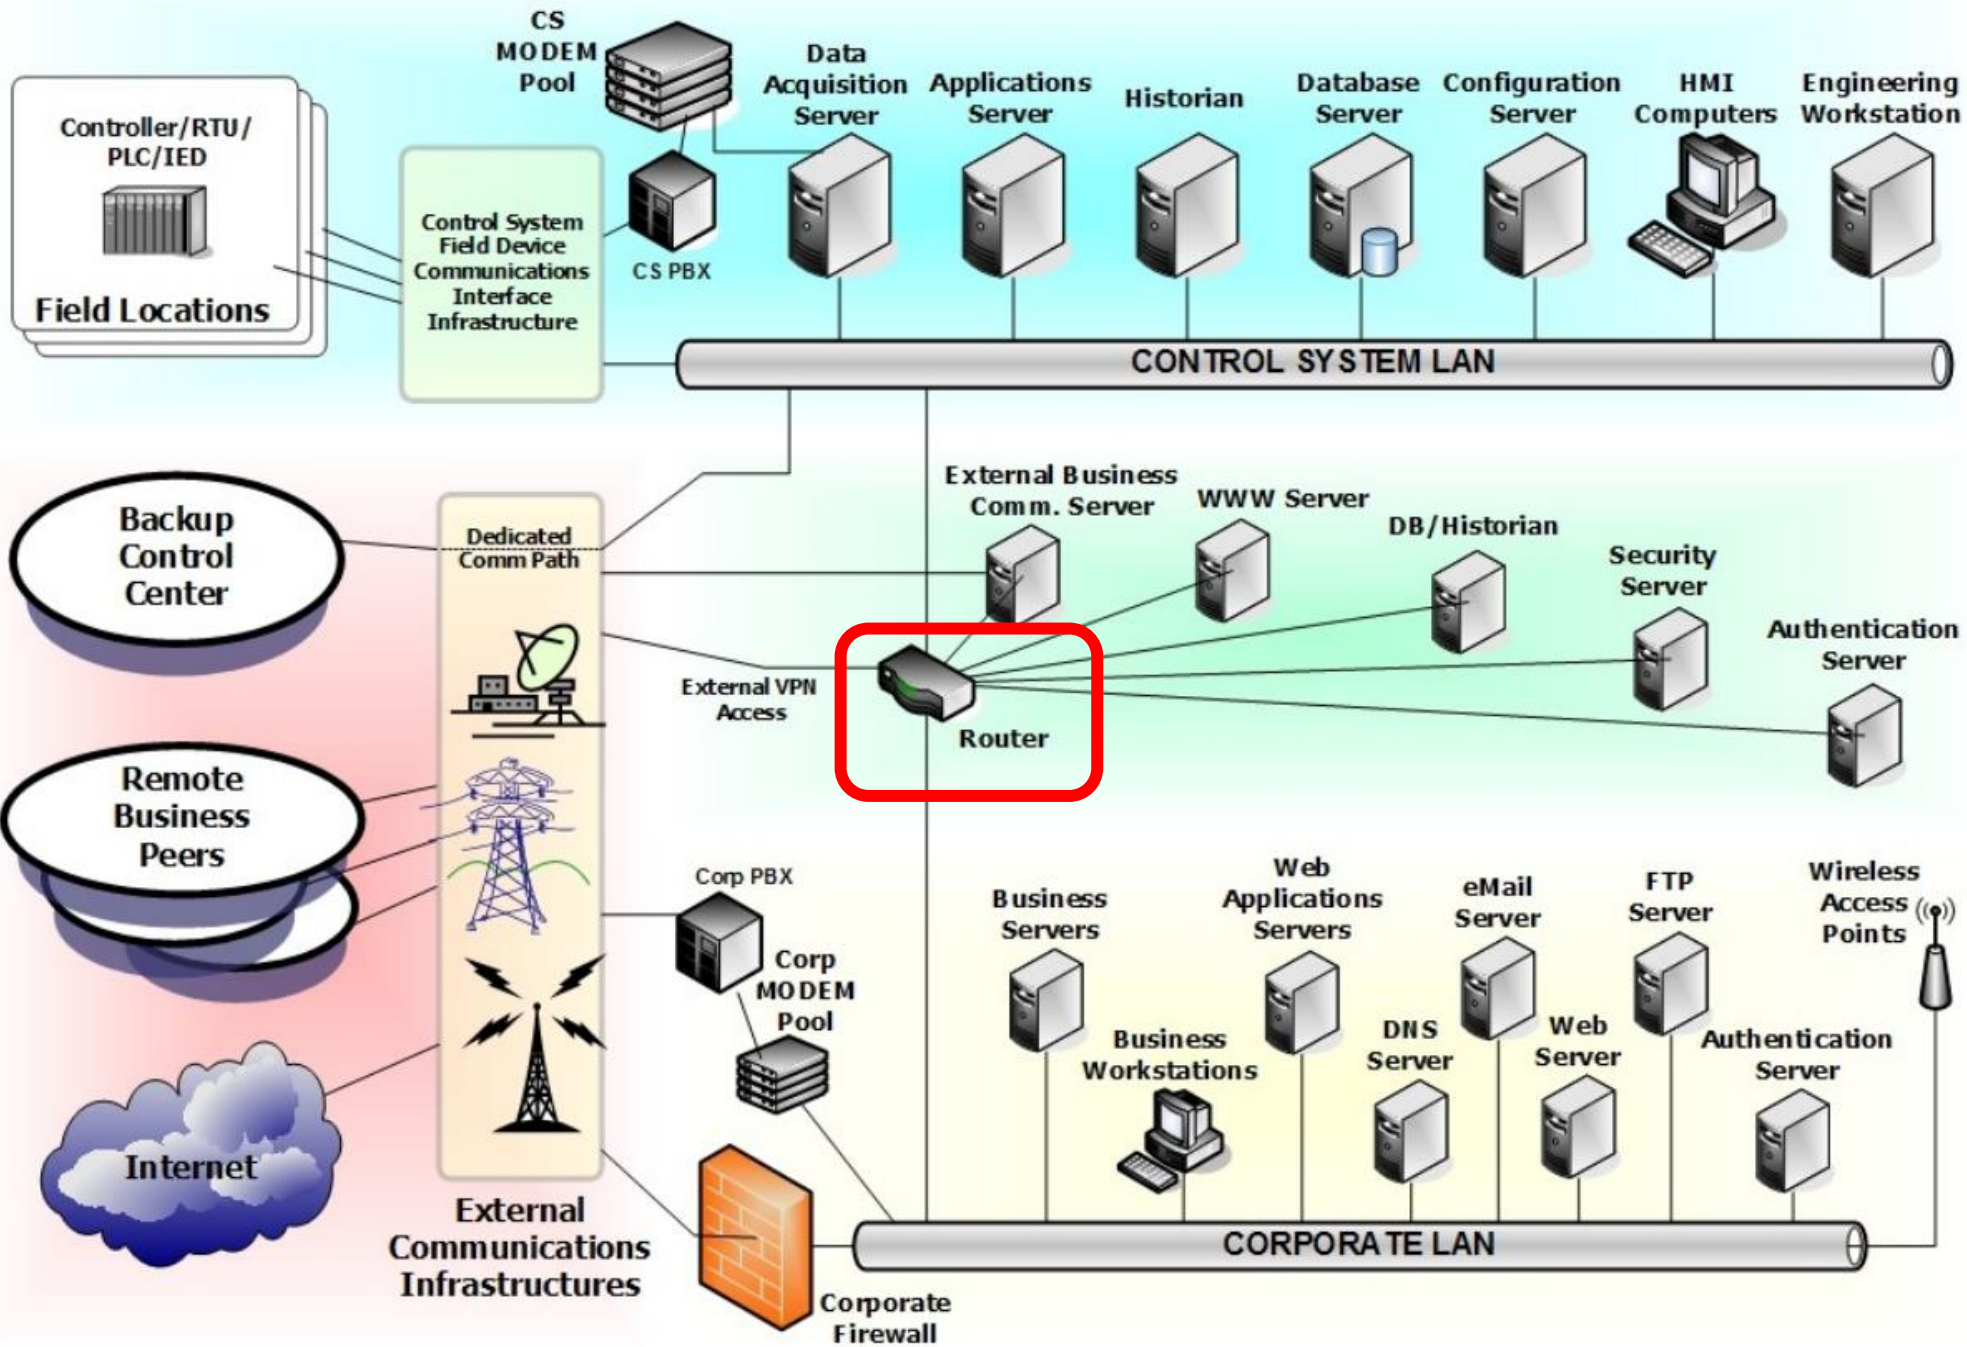 CS
MODEM
Pool
Data
Acquisition
Server
Applications
Server
Historian
Database
Server
Configuration
Server
HMI
Computers
Engineering
Workstation
Controller/RTU/
PLC/IED
Field Locations
Control System
Field Device
Communications
Interface
Infrastructure
CS PBX
CONTROL SYSTEM LAN
Backup
Control
Center
Dedicated
Comm Path
External Business
Comm. Server
WWW Server
DB/Historian
Security
Server
Authentication
Server
External VPN
Access
Router
Remote
Business
Peers
Corp PBX
Corp
MODEM
Pool
Business
Servers
Business
Workstations
Web
Applications
Servers
DNS
Server
eMail
Server
Web
Server
FTP
Server
Authentication
Server
Wireless
Access
Points
Internet
External
Communications
Infrastructures
CORPORATE LAN
Corporate
Firewall